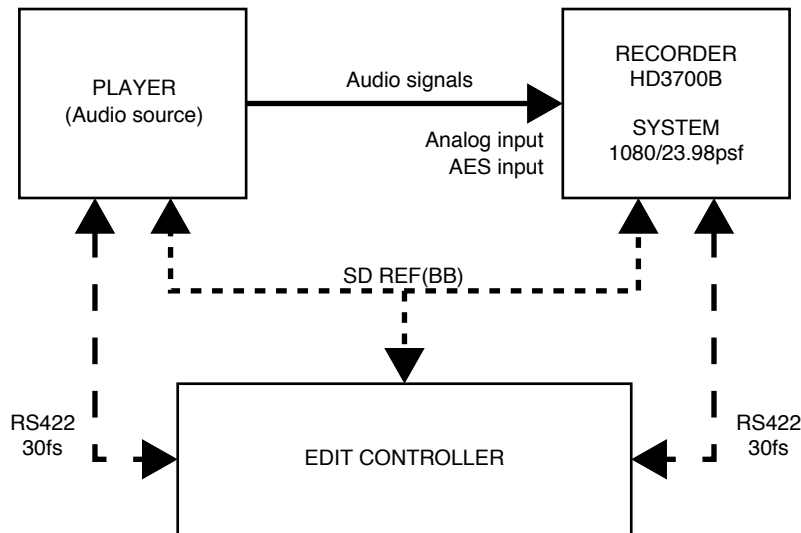 PLAYER
(Audio source)
Audio signals
Analog input
AES input
RECORDER
HD3700B
SYSTEM
1080/23.98psf
SD REF(BB)
RS422
30fs
EDIT CONTROLLER
RS422
30fs